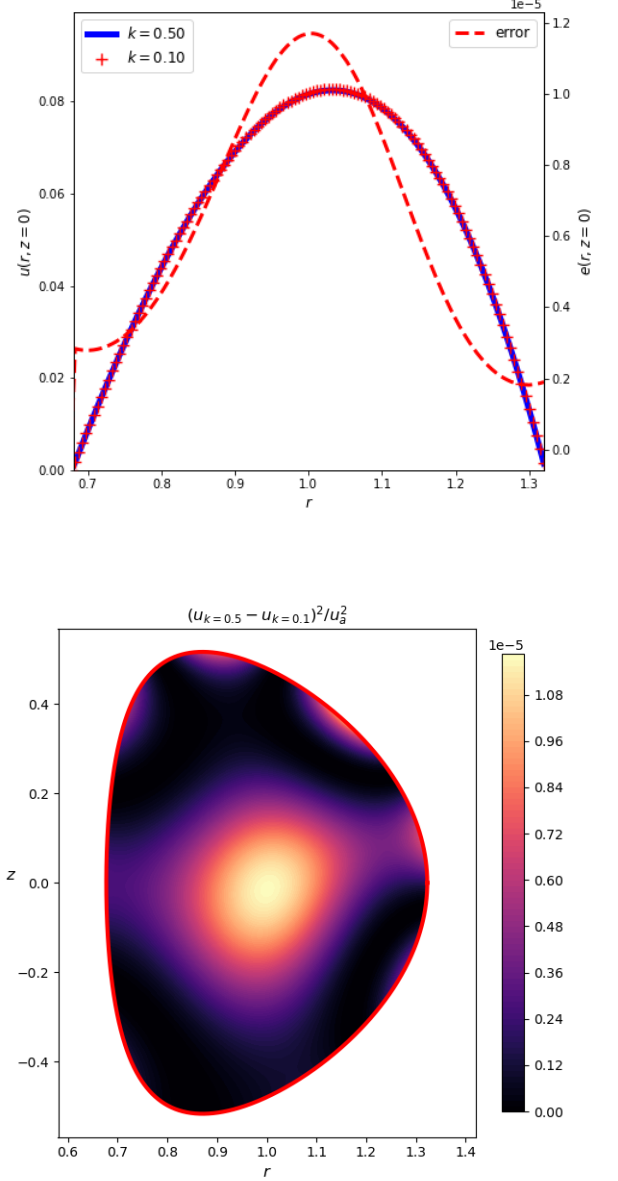 1e−5
k = 0.50
k = 0.10
error
0.00
0.02
0.04
0.06
0.08
u(r, z = 0)
0.0
0.2
0.4
0.6
0.8
1.0
1.2
e(r, z = 0)
0.7 0.8 0.9 1.0 1.1 1.2 1.3
r
(u_{k=0.5} − u_{k=0.1})²/u_a²
1e−5
0.4
0.2
0.0
−0.2
−0.4
z
0.6 0.7 0.8 0.9 1.0 1.1 1.2 1.3 1.4
r
1.08
0.96
0.84
0.72
0.60
0.48
0.36
0.24
0.12
0.00